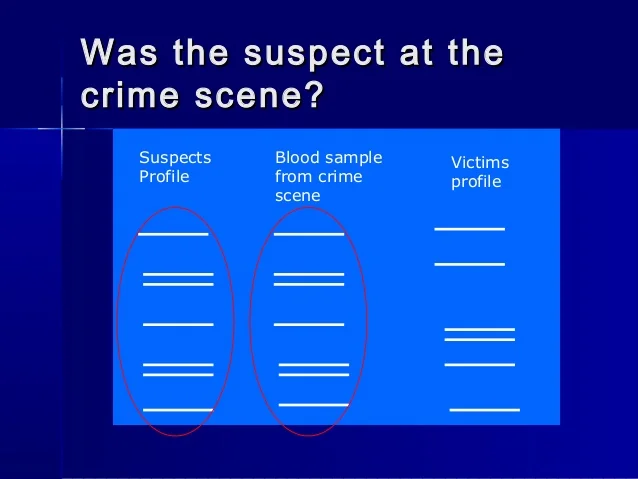 Was the suspect at the
crime scene?
Suspects
Profile
Blood sample
from crime
scene
Victims
profile